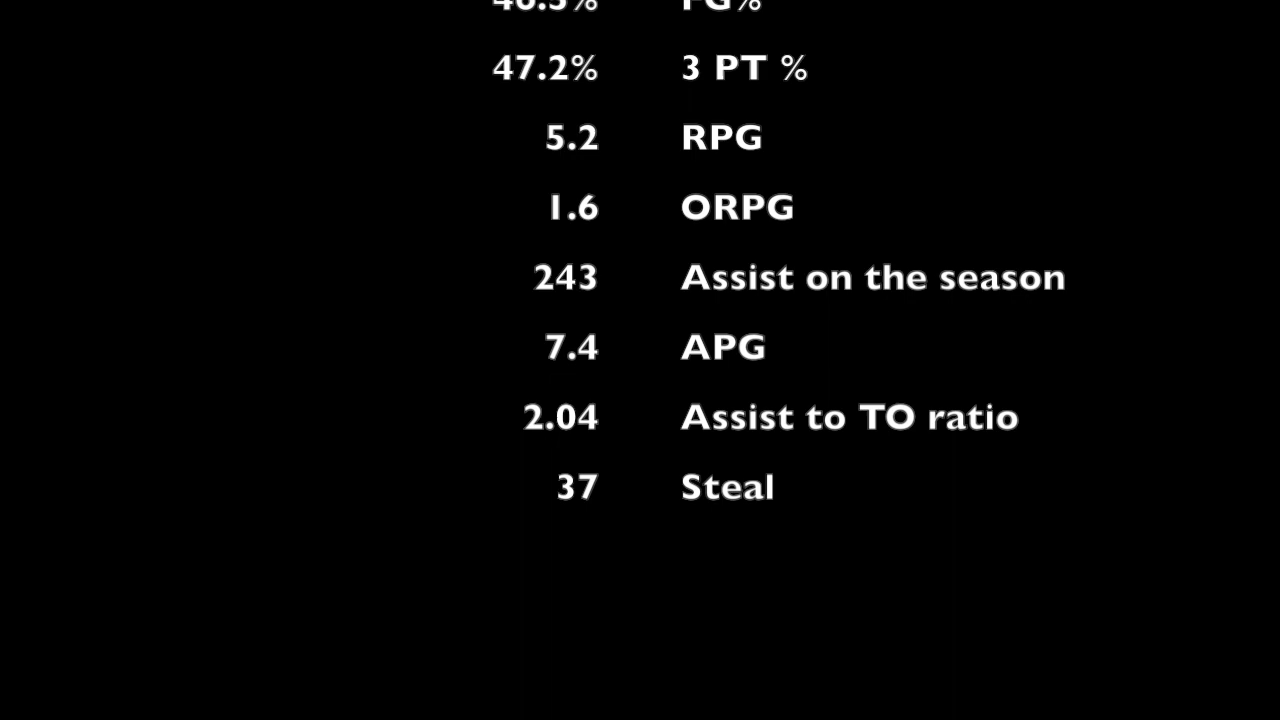 FG%
47.2% 3 PT %
5.2 RPG
1.6 ORPG
243 Assist on the season
7.4 APG
2.04 Assist to TO ratio
37 Steal